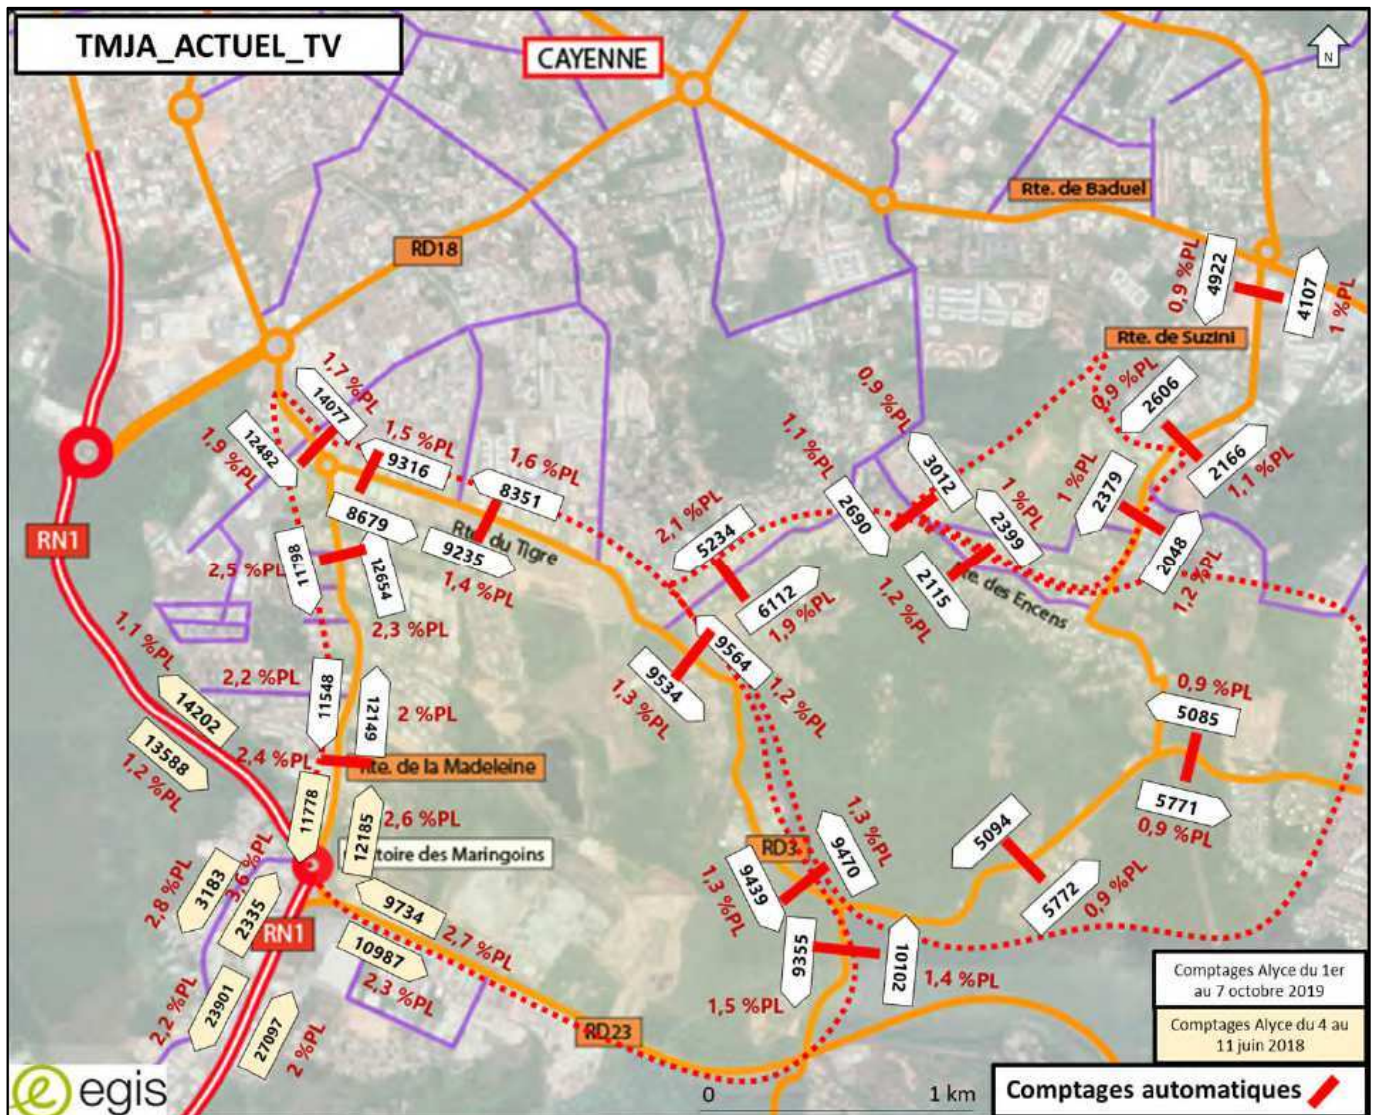 TMJA_ACTUEL_TV
CAYENNE
N
Rte. de Baduel
RD18
0,9 %PL
4922
4107
1 %PL
Rte. de Suzini
1,7 %PL
14077
12482
1,9 %PL
1,5 %PL
9316
8679
1,6 %PL
8351
9235
1,4 %PL
Rte. du Tigre
0,9 %PL
3012
1,1 %PL
2690
0,9 %PL
2606
2166
1,1 %PL
1 %PL
2379
2048
1,2 %PL
1 %PL
2399
2115
1,2 %PL
te. des Encens
2,1 %PL
5234
6112
1,9 %PL
RN1
2,5 %PL
11798
12654
2,3 %PL
9564
1,2 %PL
9534
1,3 %PL
1,1 %PL
14202
13588
1,2 %PL
2,2 %PL
11548
12149
2 %PL
2,4 %PL
te. de la Madeleine
11778
12185
2,6 %PL
toire des Maringoins
0,9 %PL
5085
5771
0,9 %PL
5094
5772
0,9 %PL
RD3
1,3 %PL
9470
9439
1,3 %PL
2,8 %PL
3183
3,6 %PL
2335
RN1
9734
2,7 %PL
10987
2,3 %PL
9355
1,5 %PL
10102
1,4 %PL
2,2 %PL
23901
27097
2 %PL
RD23
Comptages Alyce du 1er
au 7 octobre 2019
Comptages Alyce du 4 au
11 juin 2018
egis
0
1 km
Comptages automatiques